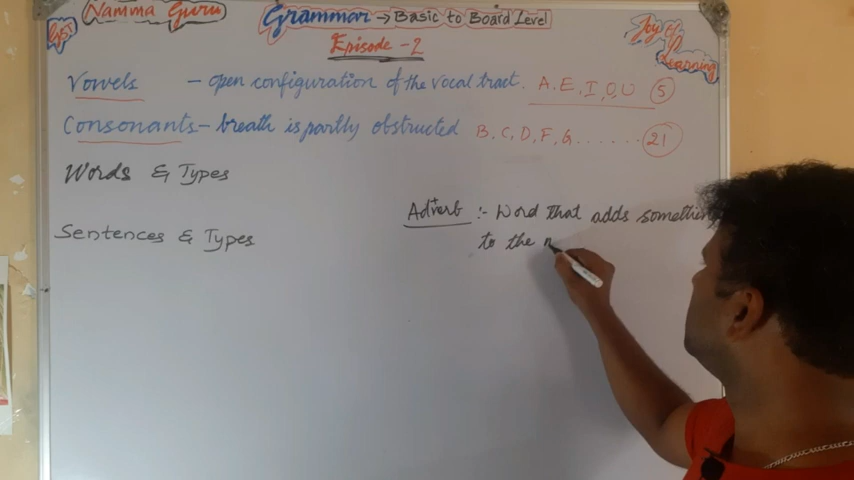 Namma Guru
Grammar → Basic to Board Level
Joy of
Learning
Episode - 2
Vowels - open configuration of the vocal tract. A, E, I, O, U 5
Consonants - breath is partly obstructed B, C, D, F, G....... 21
Words & Types
Adverb :- Word that adds
to the
Sentences & Types